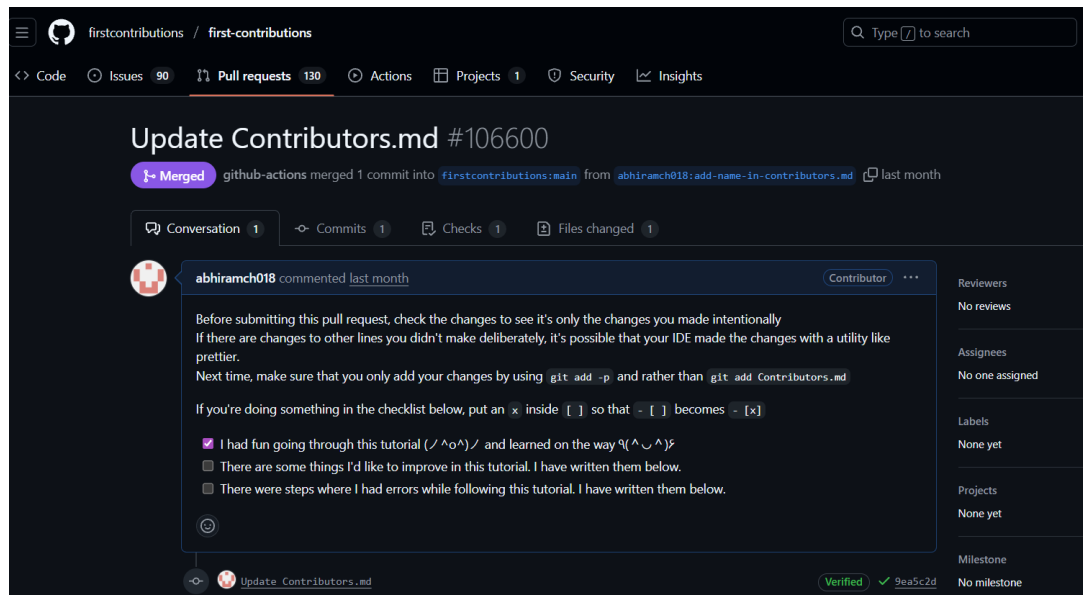 firstcontributions / first-contributions
Type / to search
Code Issues 90 Pull requests 130 Actions Projects 1 Security Insights
Update Contributors.md #106600
Merged github-actions merged 1 commit into firstcontributions:main from abhiramch018:add-name-in-contributors.md last month
Conversation 1 Commits 1 Checks 1 Files changed 1
abhiramch018 commented last month Contributor ...
Before submitting this pull request, check the changes to see it's only the changes you made intentionally
If there are changes to other lines you didn't make deliberately, it's possible that your IDE made the changes with a utility like
prettier.
Next time, make sure that you only add your changes by using git add -p and rather than git add Contributors.md
If you're doing something in the checklist below, put an x inside [ ] so that - [ ] becomes - [x]
I had fun going through this tutorial (ノ^o^)ノ and learned on the way ٩(^ᴗ^)۶
There are some things I'd like to improve in this tutorial. I have written them below.
There were steps where I had errors while following this tutorial. I have written them below.
Update Contributors.md Verified 9ea5c2d
Reviewers
No reviews
Assignees
No one assigned
Labels
None yet
Projects
None yet
Milestone
No milestone